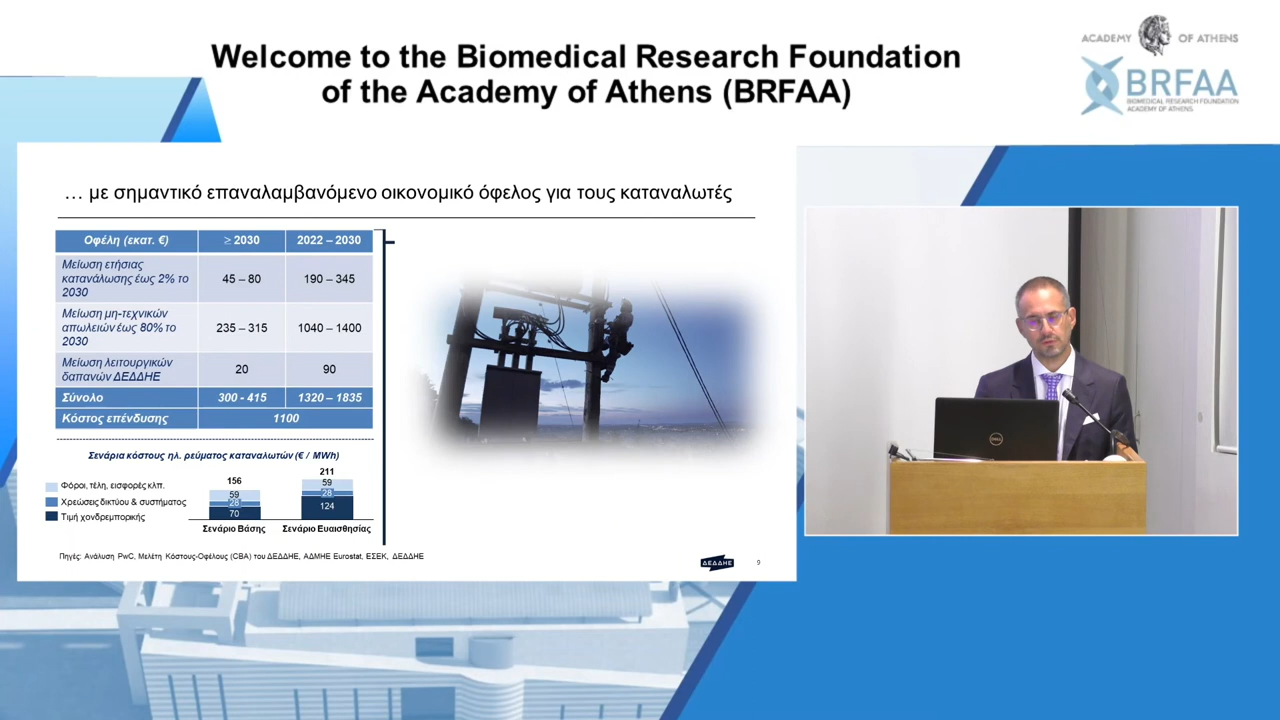 Welcome to the Biomedical Research Foundation
of the Academy of Athens (BRFAA)
ACADEMY OF ATHENS
BRFAA
BIOMEDICAL RESEARCH FOUNDATION
ACADEMY OF ATHENS
… με σημαντικό επαναλαμβανόμενο οικονομικό όφελος για τους καταναλωτές
Οφέλη (εκατ. €) ≥ 2030 2022 – 2030
Μείωση ετήσιας
κατανάλωσης έως 2% το
2030
45 – 80 190 – 345
Μείωση μη-τεχνικών
απωλειών έως 80% το
2030
235 – 315 1040 – 1400
Μείωση λειτουργικών
δαπανών ΔΕΔΔΗΕ
20 90
Σύνολο 300 - 415 1320 – 1835
Κόστος επένδυσης 1100
Σενάρια κόστους ηλ. ρεύματος καταναλωτών (€ / MWh)
Φόροι, τέλη, εισφορές κλπ.
Χρεώσεις δικτύου & συστήματος
Τιμή χονδρεμπορικής
156
59
28
70
Σενάριο Βάσης
211
59
28
124
Σενάριο Ευαισθησίας
Πηγές: Ανάλυση PwC, Μελέτη Κόστους-Οφέλους (CBA) του ΔΕΔΔΗΕ, ΑΔΜΗΕ Eurostat, ΕΣΕΚ, ΔΕΔΔΗΕ
ΔΕΔΔΗΕ
9
DELL